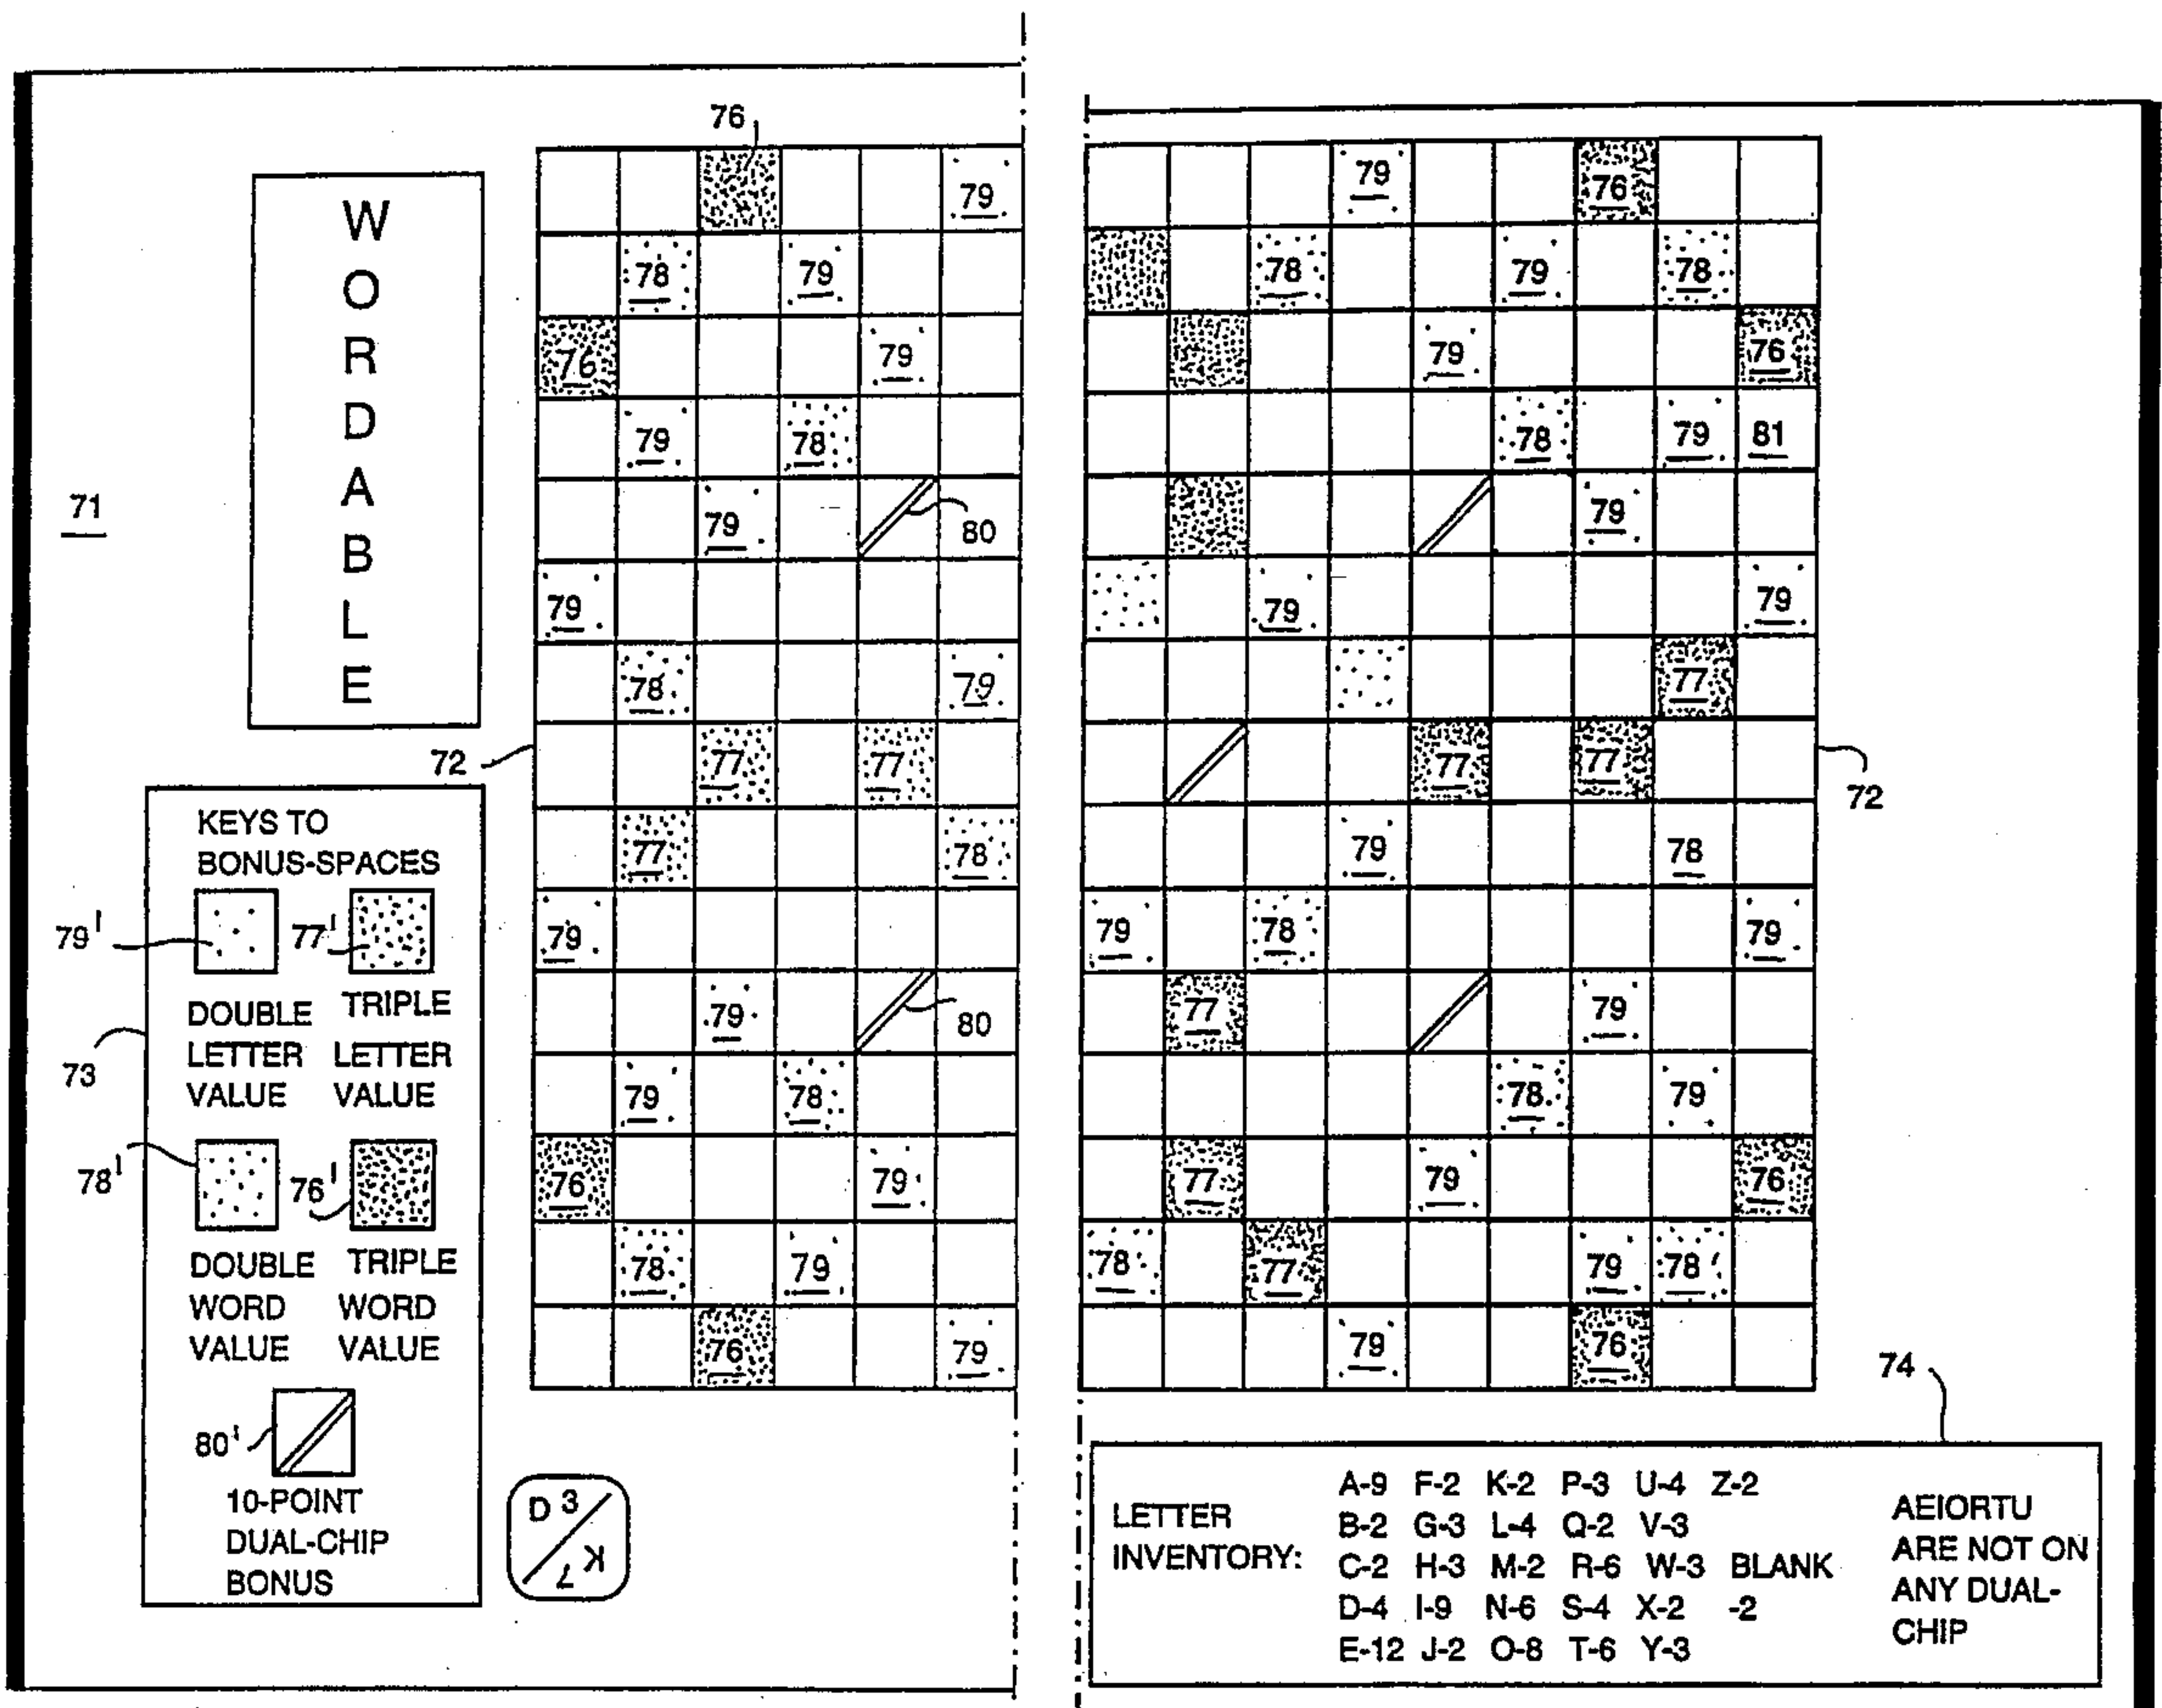 76
W
O
R
D
A
B
L
E
71
72
KEYS TO
BONUS-SPACES
79'
77'
DOUBLE
LETTER
VALUE
TRIPLE
LETTER
VALUE
73
78'
76'
DOUBLE
WORD
VALUE
TRIPLE
WORD
VALUE
80'
10-POINT
DUAL-CHIP
BONUS
79
78 79
76 79
79 78
79 80
79
78 79
77 77
77 78
79
79 80
79 78
76 79
78 79
76 79
D 3
K 7
79 76
78 79 78
79 76
78 79 81
79
79 79
77
77 77
72
79 78
79 78 79
77 79
78 79
77 79 76
78 77 79 78
79 76
74
LETTER
INVENTORY:
A-9 F-2 K-2 P-3 U-4 Z-2
B-2 G-3 L-4 Q-2 V-3
C-2 H-3 M-2 R-6 W-3 BLANK
D-4 I-9 N-6 S-4 X-2 -2
E-12 J-2 O-8 T-6 Y-3
AEIORTU
ARE NOT ON
ANY DUAL-
CHIP